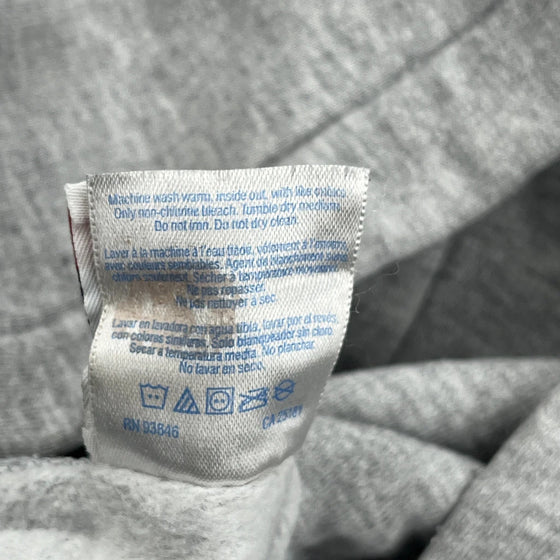 Machine wash warm, inside out, with like colors.
Only non-chlorine bleach. Tumble dry medium.
Do not iron. Do not dry clean.
Laver à la machine à l'eau tiède, vêtement à l'envers,
avec couleurs semblables. Agent de blanchiment sans
chlore seulement. Sécher à température moyenne.
Ne pas repasser.
Ne pas nettoyer à sec.
Lavar en lavadora con agua tibia, lavar por el revés,
con colores similares. Solo blanqueador sin cloro.
Secar a temperatura media. No planchar.
No lavar en seco.
RN 93846
CA